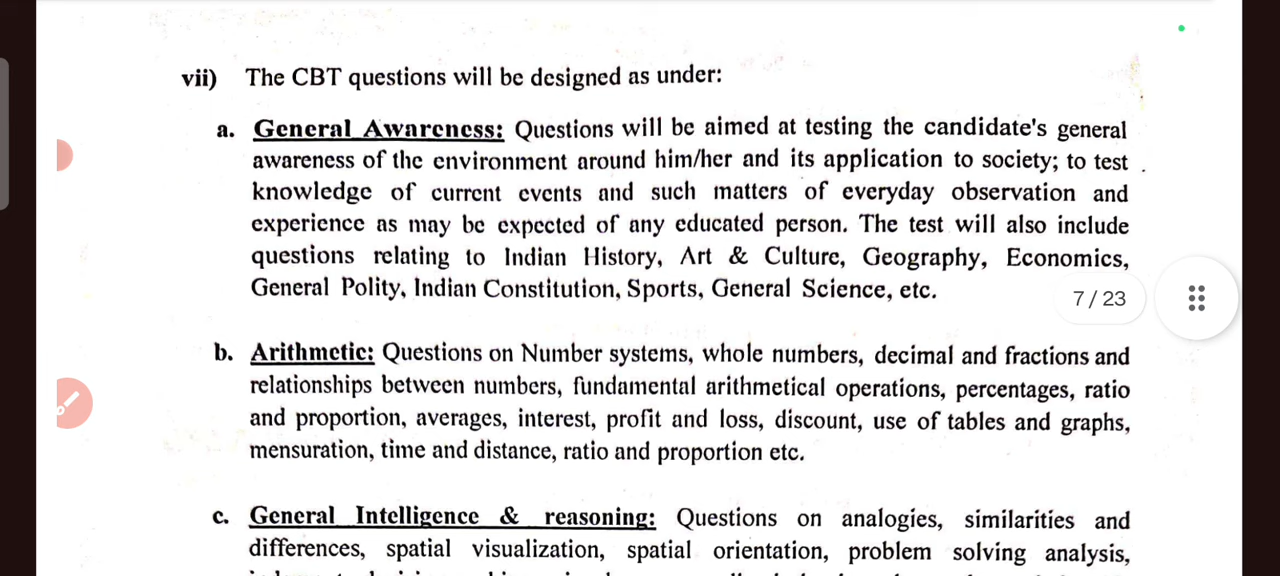 vii) The CBT questions will be designed as under:
a. General Awareness: Questions will be aimed at testing the candidate's general
awareness of the environment around him/her and its application to society; to test
knowledge of current events and such matters of everyday observation and
experience as may be expected of any educated person. The test will also include
questions relating to Indian History, Art & Culture, Geography, Economics,
General Polity, Indian Constitution, Sports, General Science, etc.
7 / 23
b. Arithmetic: Questions on Number systems, whole numbers, decimal and fractions and
relationships between numbers, fundamental arithmetical operations, percentages, ratio
and proportion, averages, interest, profit and loss, discount, use of tables and graphs,
mensuration, time and distance, ratio and proportion etc.
c. General Intelligence & reasoning: Questions on analogies, similarities and
differences, spatial visualization, spatial orientation, problem solving analysis,